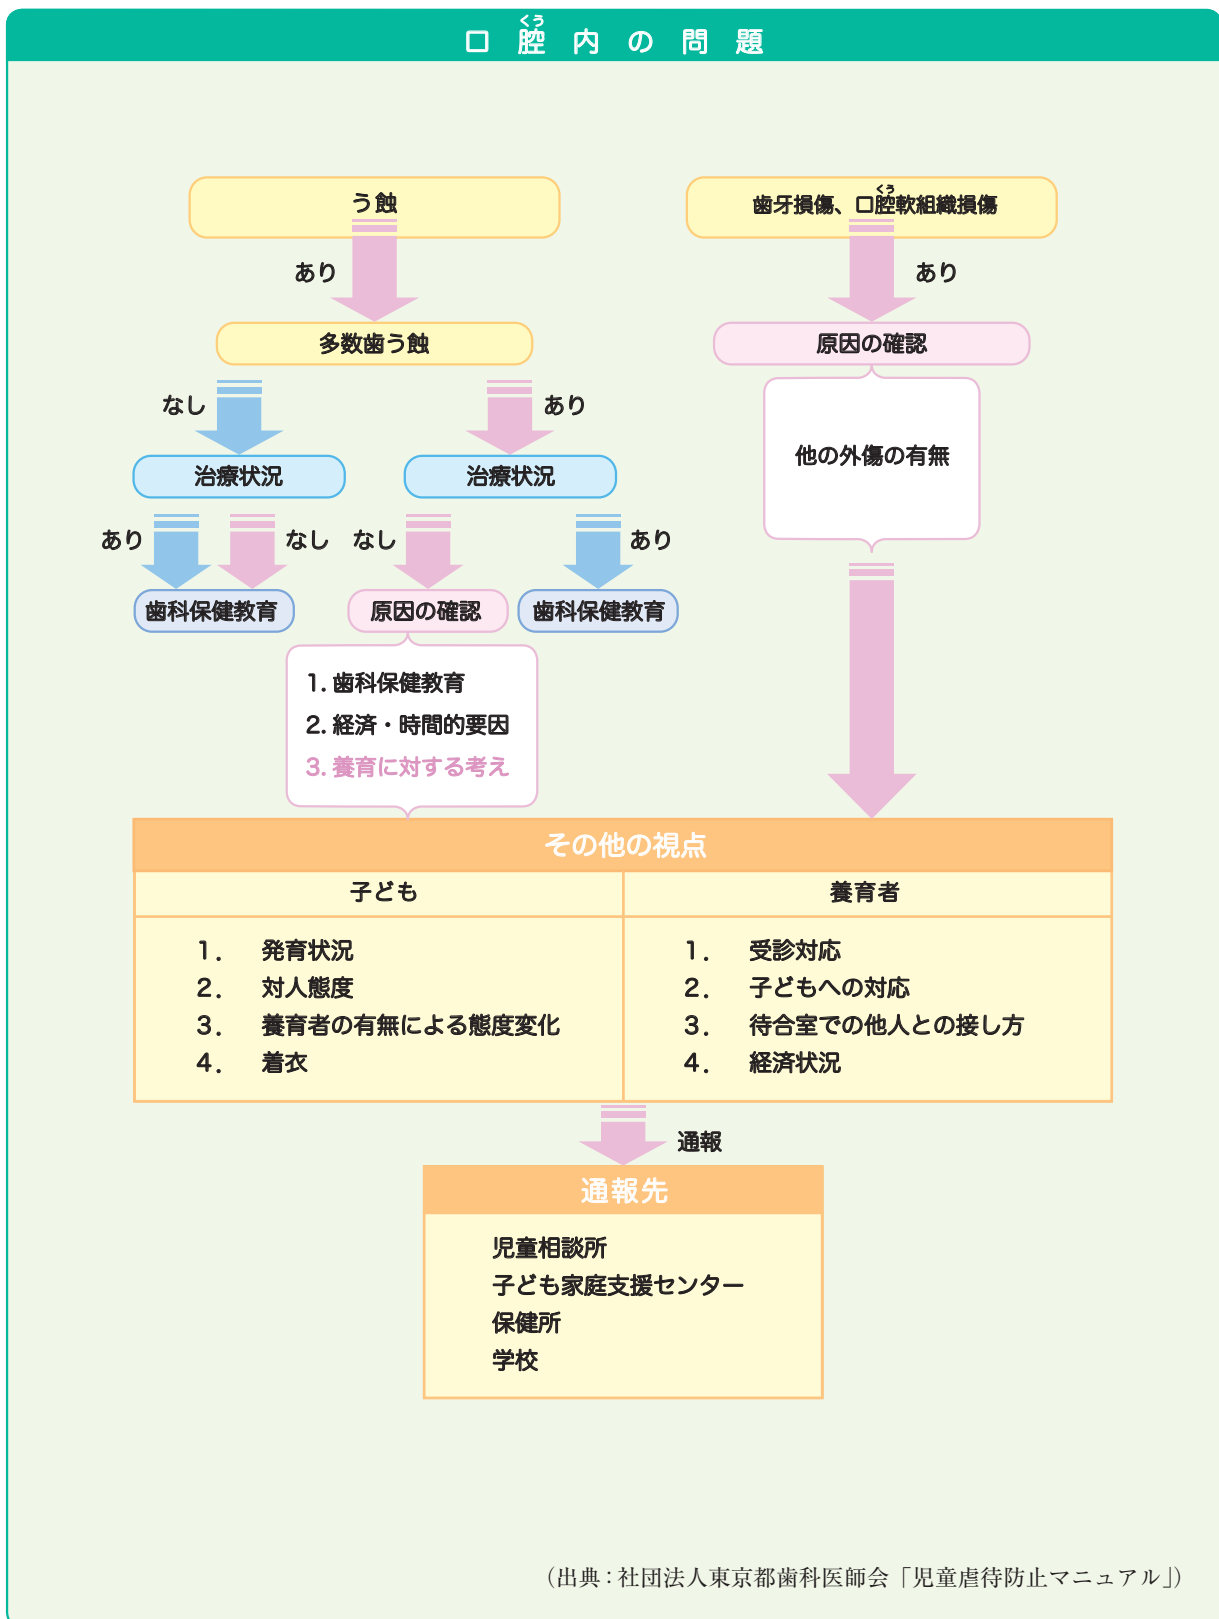 くう
口腔内の問題
う蝕
くう
歯牙損傷、口腔軟組織損傷
あり
あり
多数歯う蝕
原因の確認
なし
あり
他の外傷の有無
治療状況
治療状況
あり
なし
なし
あり
歯科保健教育
原因の確認
歯科保健教育
1. 歯科保健教育
2. 経済・時間的要因
3. 養育に対する考え
その他の視点
子ども
養育者
1. 発育状況
2. 対人態度
3. 養育者の有無による態度変化
4. 着衣
1. 受診対応
2. 子どもへの対応
3. 待合室での他人との接し方
4. 経済状況
通報
通報先
児童相談所
子ども家庭支援センター
保健所
学校
（出典：社団法人東京都歯科医師会「児童虐待防止マニュアル」）